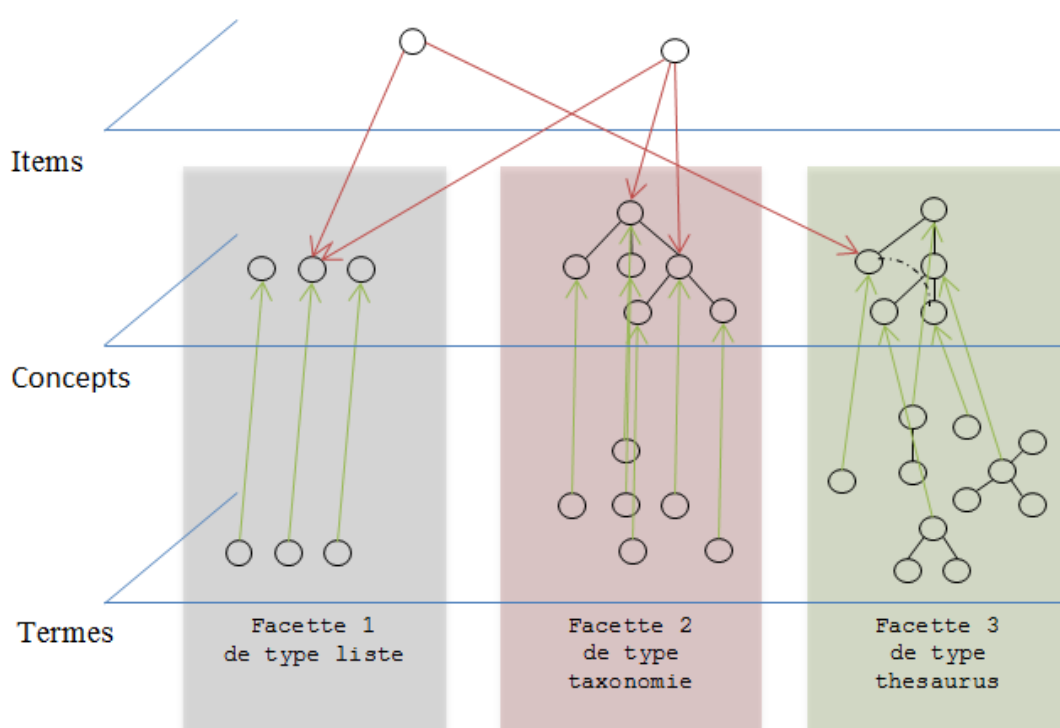 Items
Concepts
Termes
Facette 1
de type liste
Facette 2
de type
taxonomie
Facette 3
de type
thesaurus